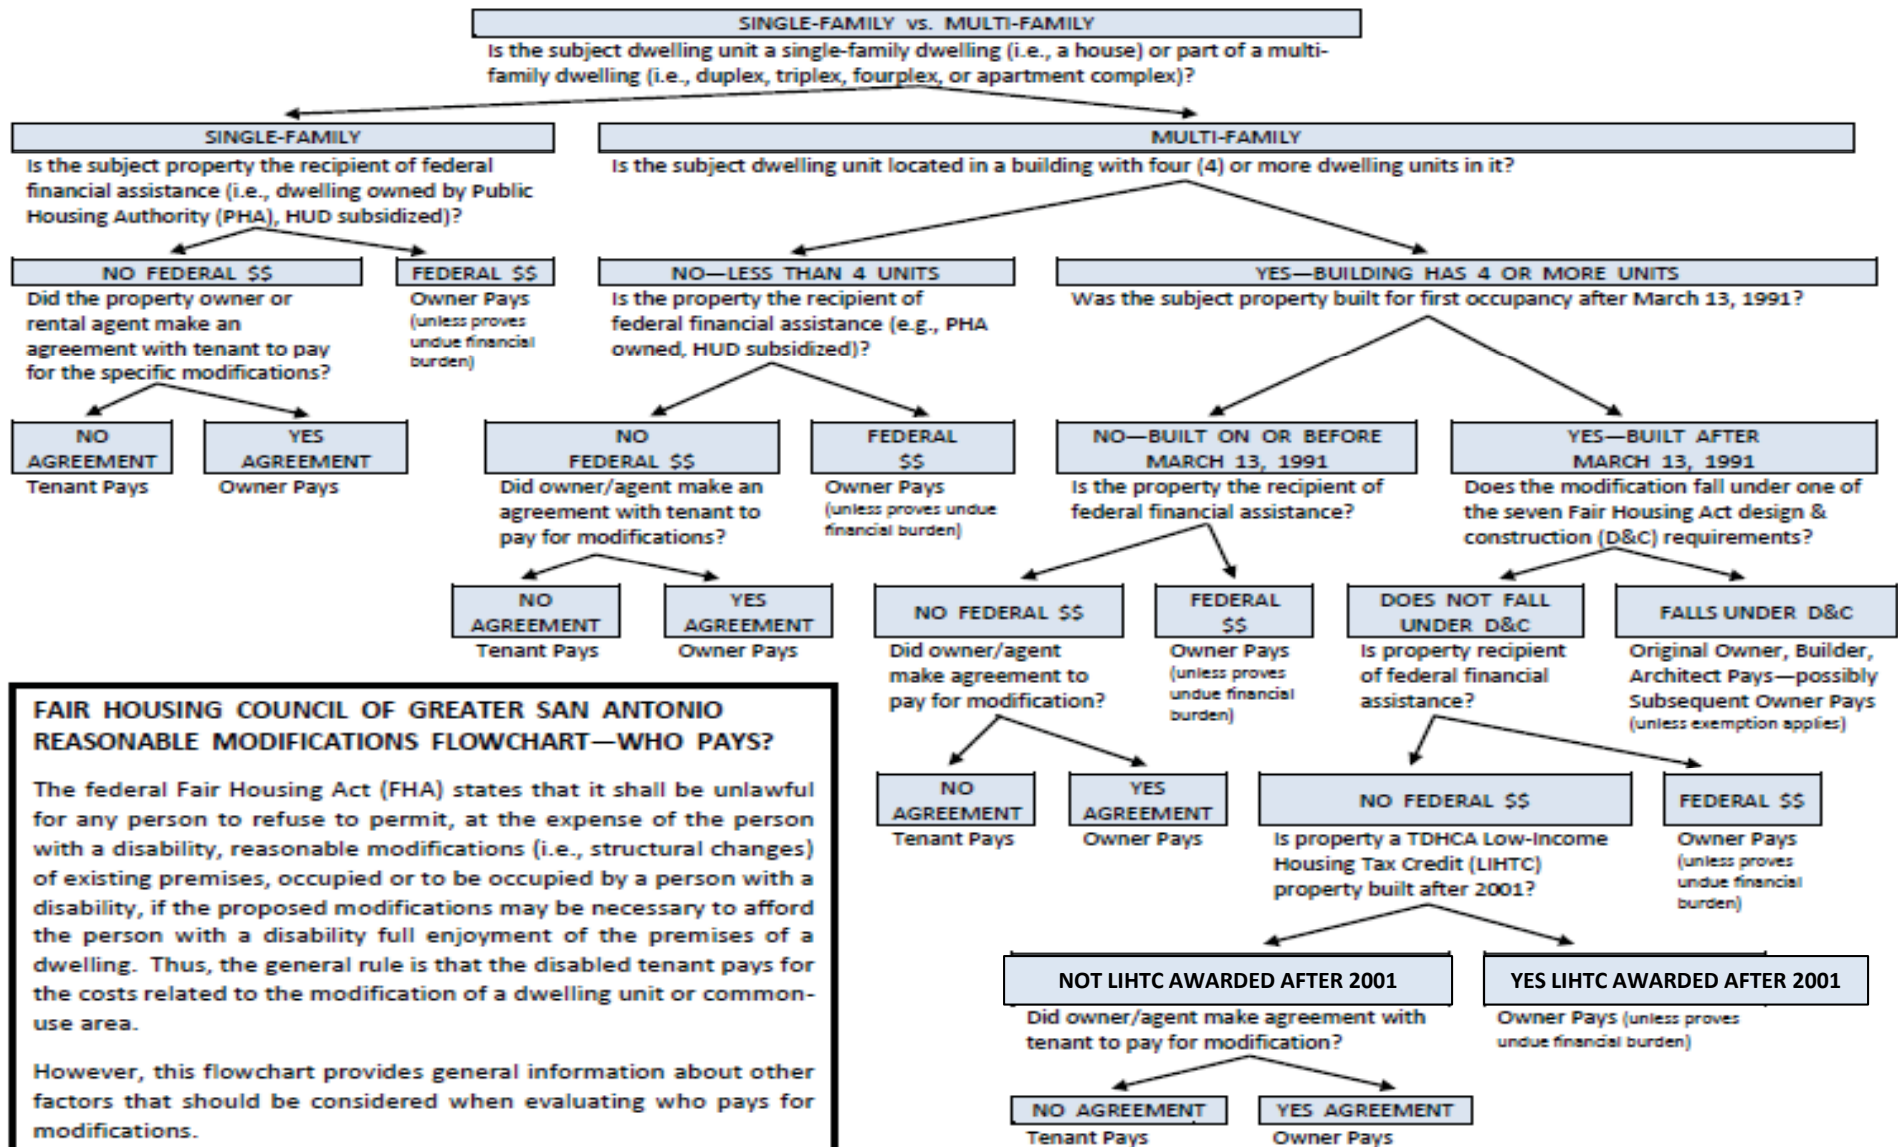 SINGLE-FAMILY vs. MULTI-FAMILY
Is the subject dwelling unit a single-family dwelling (i.e., a house) or part of a multi-
family dwelling (i.e., duplex, triplex, fourplex, or apartment complex)?
SINGLE-FAMILY
Is the subject property the recipient of federal
financial assistance (i.e., dwelling owned by Public
Housing Authority (PHA), HUD subsidized)?
MULTI-FAMILY
Is the subject dwelling unit located in a building with four (4) or more dwelling units in it?
NO FEDERAL $$
Did the property owner or
rental agent make an
agreement with tenant to pay
for the specific modifications?
FEDERAL $$
Owner Pays
(unless proves
undue financial
burden)
NO—LESS THAN 4 UNITS
Is the property the recipient of
federal financial assistance (e.g., PHA
owned, HUD subsidized)?
YES—BUILDING HAS 4 OR MORE UNITS
Was the subject property built for first occupancy after March 13, 1991?
NO
AGREEMENT
Tenant Pays
YES
AGREEMENT
Owner Pays
NO
FEDERAL $$
Did owner/agent make an
agreement with tenant to
pay for modifications?
FEDERAL
$$
Owner Pays
(unless proves undue
financial burden)
NO—BUILT ON OR BEFORE
MARCH 13, 1991
Is the property the recipient of
federal financial assistance?
YES—BUILT AFTER
MARCH 13, 1991
Does the modification fall under one of
the seven Fair Housing Act design &
construction (D&C) requirements?
NO
AGREEMENT
Tenant Pays
YES
AGREEMENT
Owner Pays
NO FEDERAL $$
Did owner/agent
make agreement to
pay for modification?
FEDERAL
$$
Owner Pays
(unless proves
undue financial
burden)
DOES NOT FALL
UNDER D&C
Is property recipient
of federal financial
assistance?
FALLS UNDER D&C
Original Owner, Builder,
Architect Pays—possibly
Subsequent Owner Pays
(unless exemption applies)
NO
AGREEMENT
Tenant Pays
YES
AGREEMENT
Owner Pays
NO FEDERAL $$
Is property a TDHCA Low-Income
Housing Tax Credit (LIHTC)
property built after 2001?
FEDERAL $$
Owner Pays
(unless proves
undue financial
burden)
NOT LIHTC AWARDED AFTER 2001
Did owner/agent make agreement with
tenant to pay for modification?
YES LIHTC AWARDED AFTER 2001
Owner Pays (unless proves
undue financial burden)
NO AGREEMENT
Tenant Pays
YES AGREEMENT
Owner Pays
FAIR HOUSING COUNCIL OF GREATER SAN ANTONIO
REASONABLE MODIFICATIONS FLOWCHART—WHO PAYS?
The federal Fair Housing Act (FHA) states that it shall be unlawful
for any person to refuse to permit, at the expense of the person
with a disability, reasonable modifications (i.e., structural changes)
of existing premises, occupied or to be occupied by a person with a
disability, if the proposed modifications may be necessary to afford
the person with a disability full enjoyment of the premises of a
dwelling. Thus, the general rule is that the disabled tenant pays for
the costs related to the modification of a dwelling unit or common-
use area.
However, this flowchart provides general information about other
factors that should be considered when evaluating who pays for
modifications.